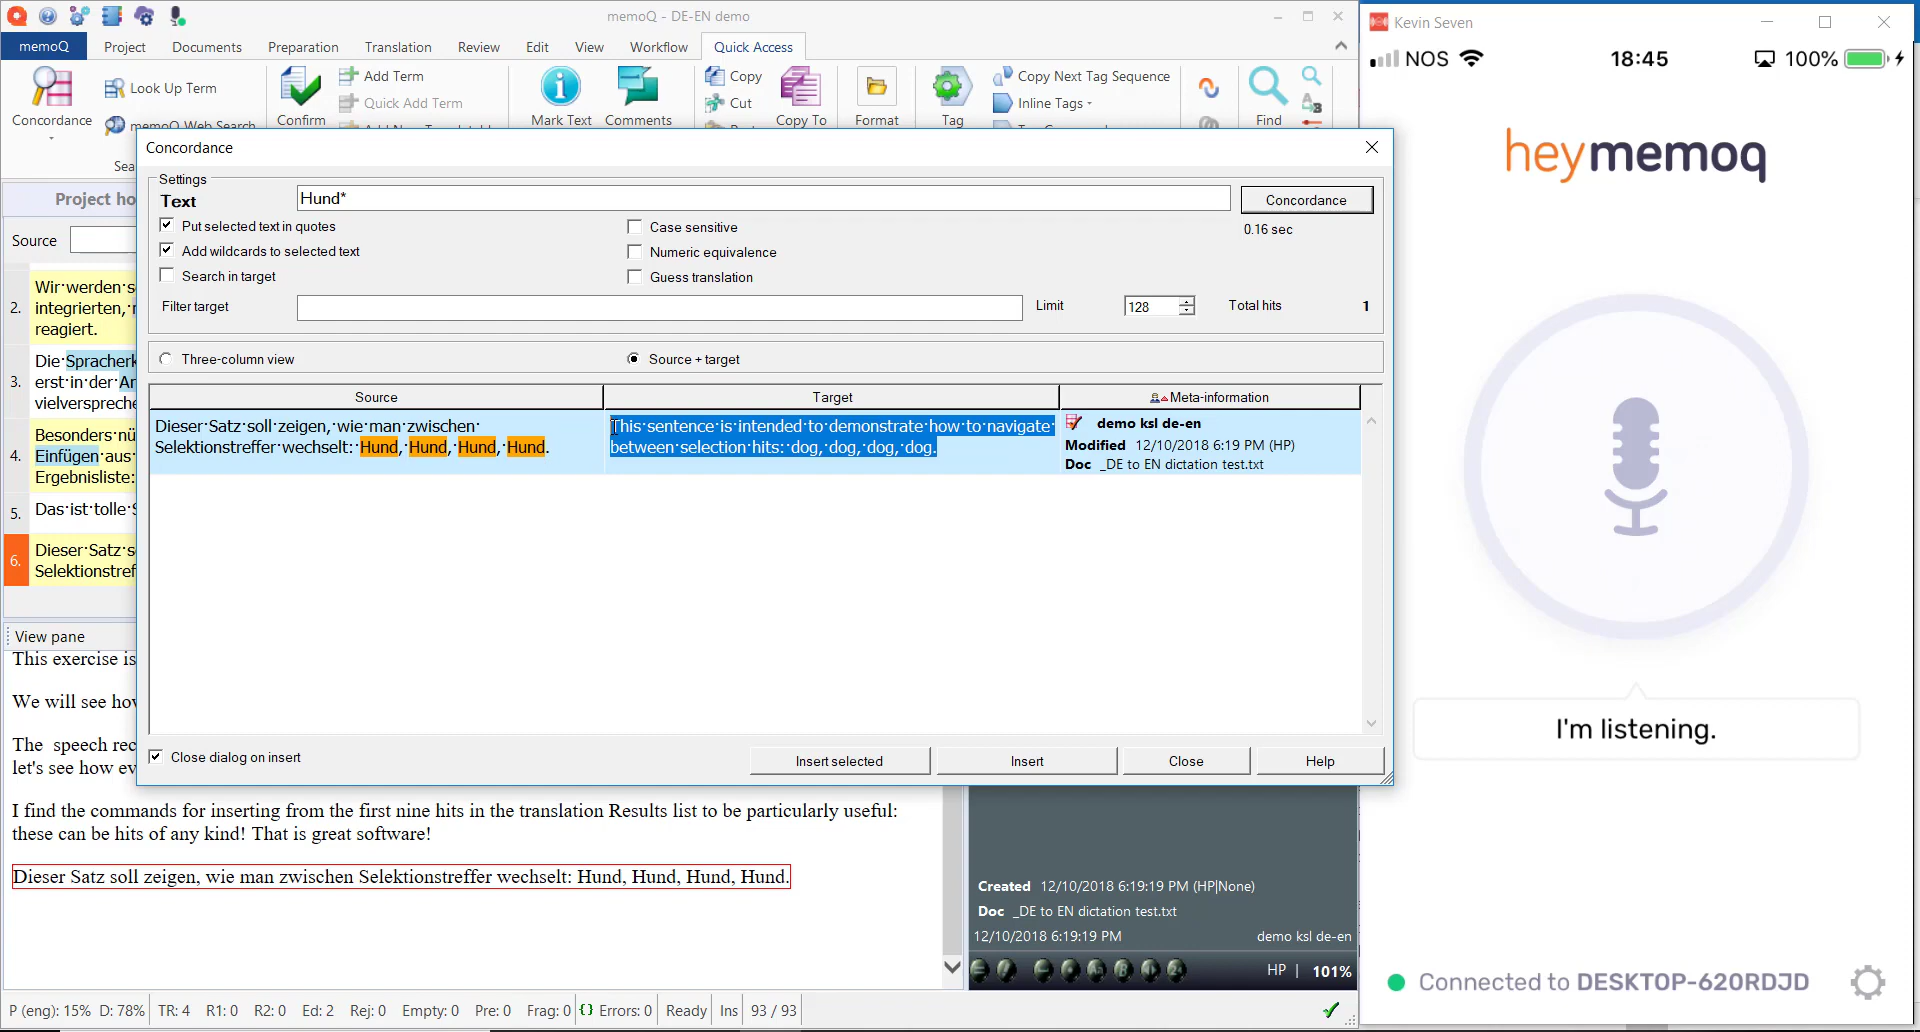 memoQ - DE-EN demo
memoQ
Project
Documents
Preparation
Translation
Review
Edit
View
Workflow
Quick Access
Concordance
Look Up Term
memoQ Web Search
Confirm
Add Term
Quick Add Term
Mark Text
Comments
Copy
Cut
Copy To
Format
Tag
Copy Next Tag Sequence
Inline Tags
Find
Concordance
Settings
Text
Hund*
Concordance
0.16 sec
Put selected text in quotes
Add wildcards to selected text
Search in target
Case sensitive
Numeric equivalence
Guess translation
Filter target
Limit
128
Total hits
1
Three-column view
Source + target
Source
Target
Meta-information
Dieser·Satz·soll·zeigen,·wie·man·zwischen·
Selektionstreffer·wechselt:·Hund,·Hund,·Hund,·Hund.
This·sentence·is·intended·to·demonstrate·how·to·navigate·
between·selection·hits:·dog,·dog,·dog,·dog.
demo ksl de-en
Modified 12/10/2018 6:19 PM (HP)
Doc _DE to EN dictation test.txt
Close dialog on insert
Insert selected
Insert
Close
Help
Project ho
Source
2.
Wir·werden·s
integrierten,·
reagiert.
3.
Die·Spracherk
erst·in·der·Ar
vielverspreche
4.
Besonders·nü
Einfügen·aus·
Ergebnisliste:
5.
Das·ist·tolle·S
6.
Dieser·Satz·s
Selektionstref
View pane
This exercise is
We will see how
The speech rec
let's see how ev
I find the commands for inserting from the first nine hits in the translation Results list to be particularly useful:
these can be hits of any kind! That is great software!
Dieser Satz soll zeigen, wie man zwischen Selektionstreffer wechselt: Hund, Hund, Hund, Hund.
Created 12/10/2018 6:19:19 PM (HP|None)
Doc _DE to EN dictation test.txt
12/10/2018 6:19:19 PM
demo ksl de-en
HP | 101%
P (eng): 15% D: 78%
TR: 4
R1: 0
R2: 0
Ed: 2
Rej: 0
Empty: 0
Pre: 0
Frag: 0
{} Errors: 0
Ready
Ins
93 / 93
Kevin Seven
NOS
18:45
100%
heymemoq
I'm listening.
Connected to DESKTOP-620RDJD